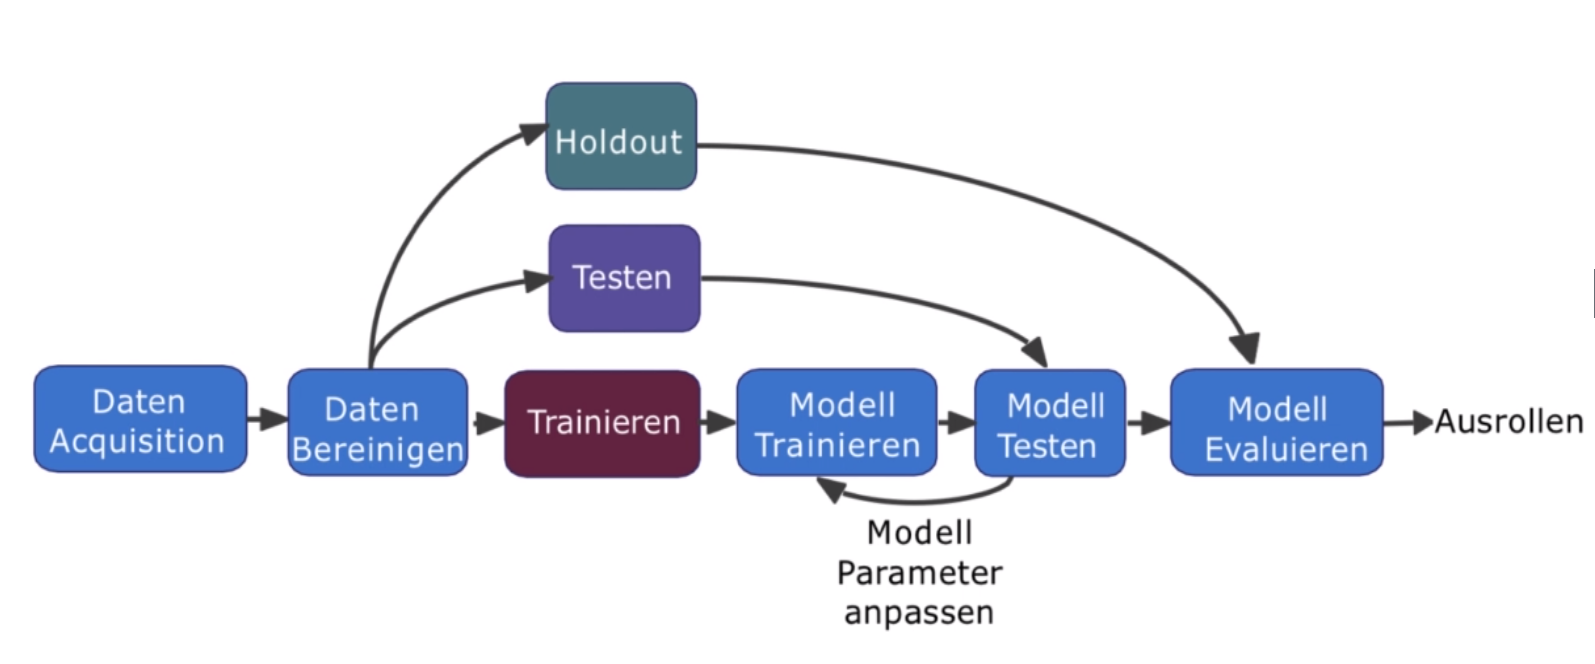 Holdout
Testen
Daten
Acquisition
Daten
Bereinigen
Trainieren
Modell
Trainieren
Modell
Testen
Modell
Evaluieren
Ausrollen
Modell
Parameter
anpassen